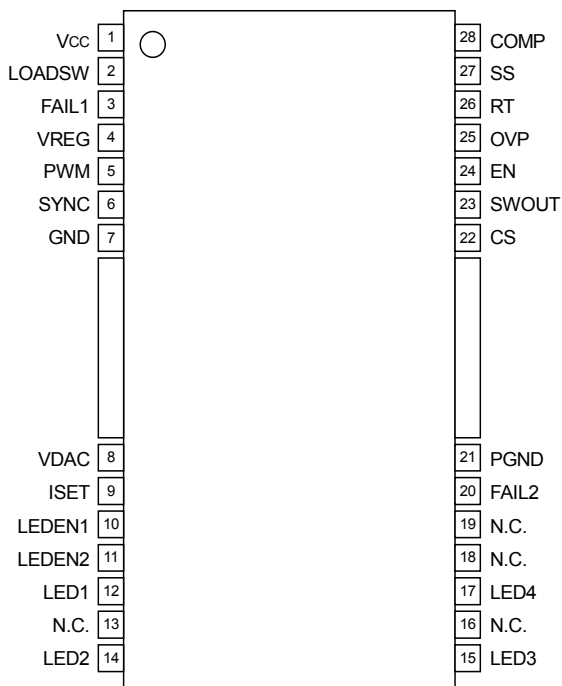 Vcc 1 28 COMP
LOADSW 2 27 SS
FAIL1 3 26 RT
VREG 4 25 OVP
PWM 5 24 EN
SYNC 6 23 SWOUT
GND 7 22 CS
VDAC 8 21 PGND
ISET 9 20 FAIL2
LEDEN1 10 19 N.C.
LEDEN2 11 18 N.C.
LED1 12 17 LED4
N.C. 13 16 N.C.
LED2 14 15 LED3